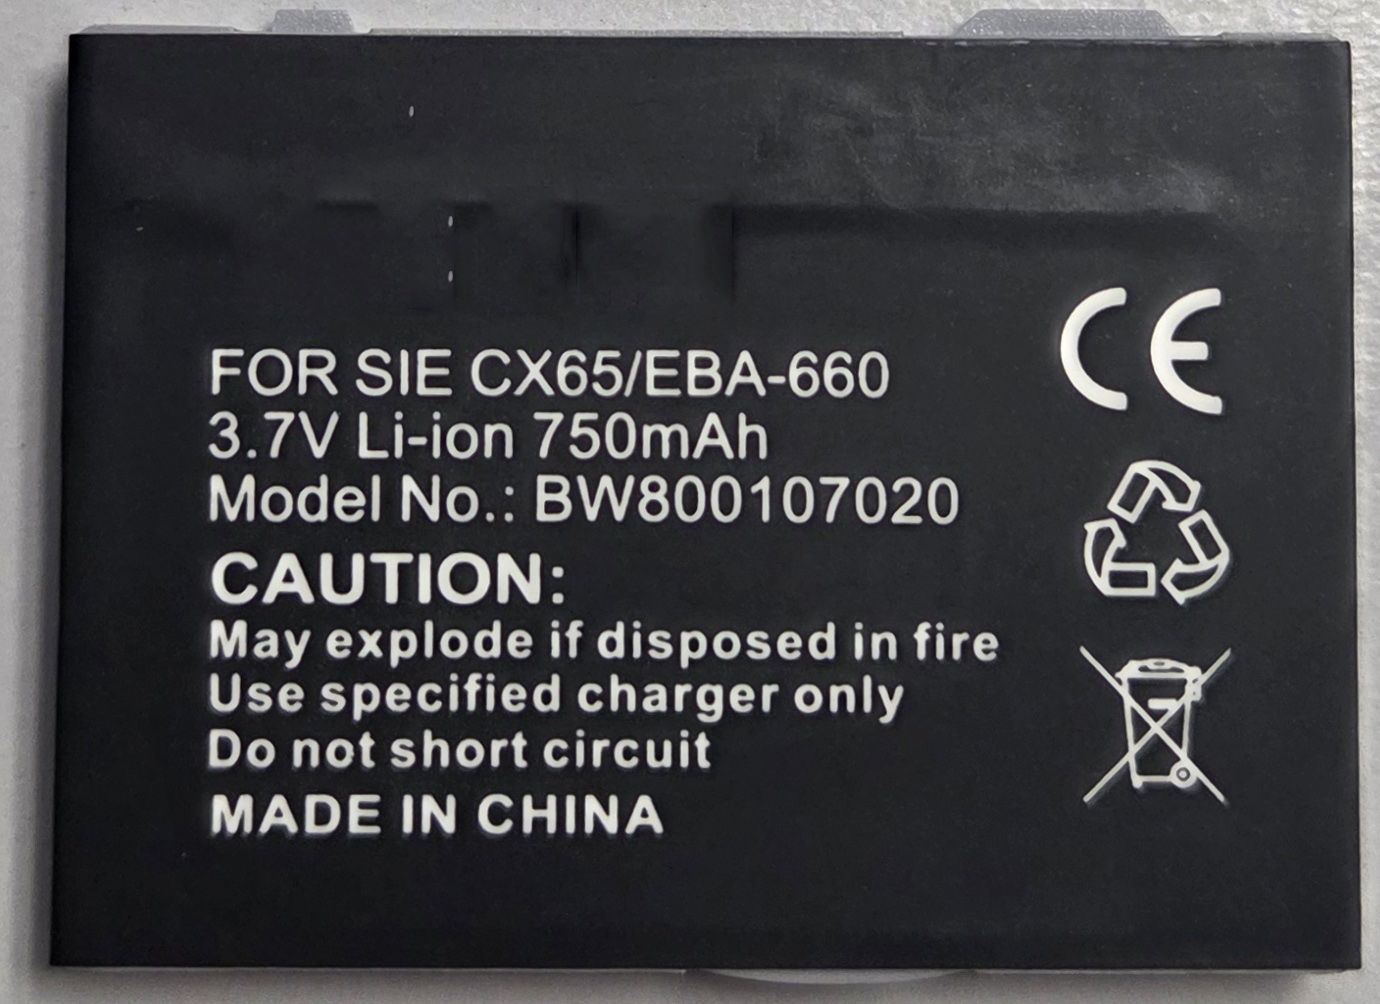 FOR SIE CX65/EBA-660
3.7V Li-ion 750mAh
Model No.: BW800107020
CAUTION:
May explode if disposed in fire
Use specified charger only
Do not short circuit
MADE IN CHINA
CE